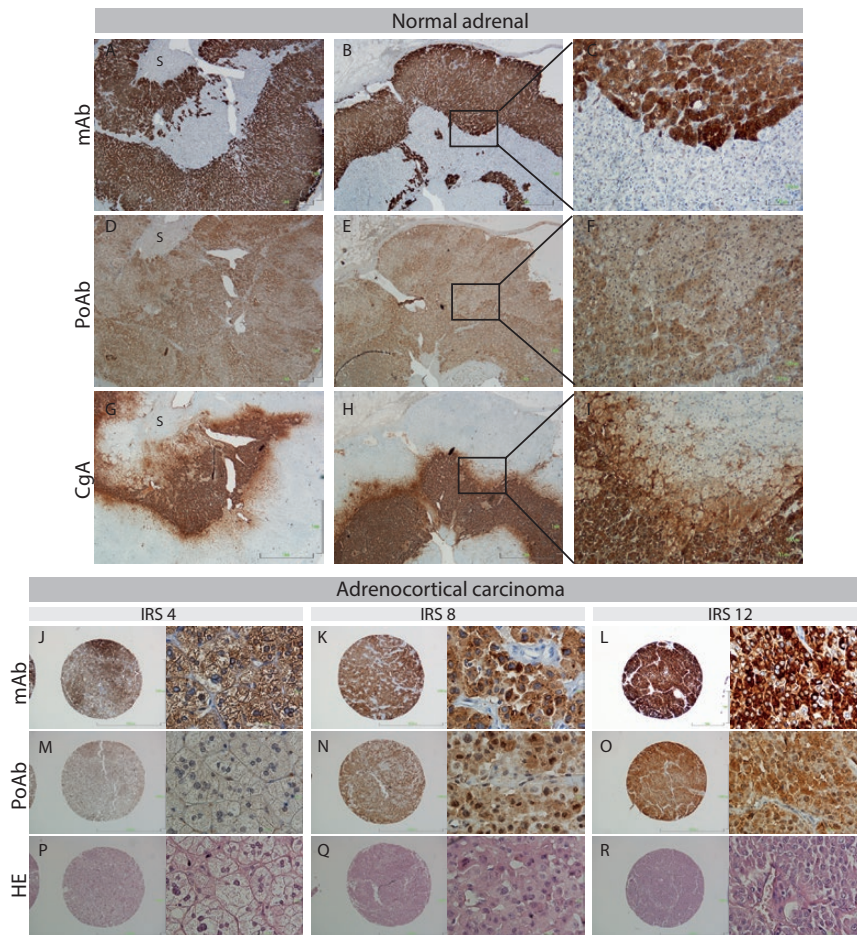 Normal adrenal
mAb
A
S
B
C
PoAb
D
S
E
F
CgA
G
S
H
I
Adrenocortical carcinoma
IRS 4
IRS 8
IRS 12
mAb
J
K
L
PoAb
M
N
O
HE
P
Q
R